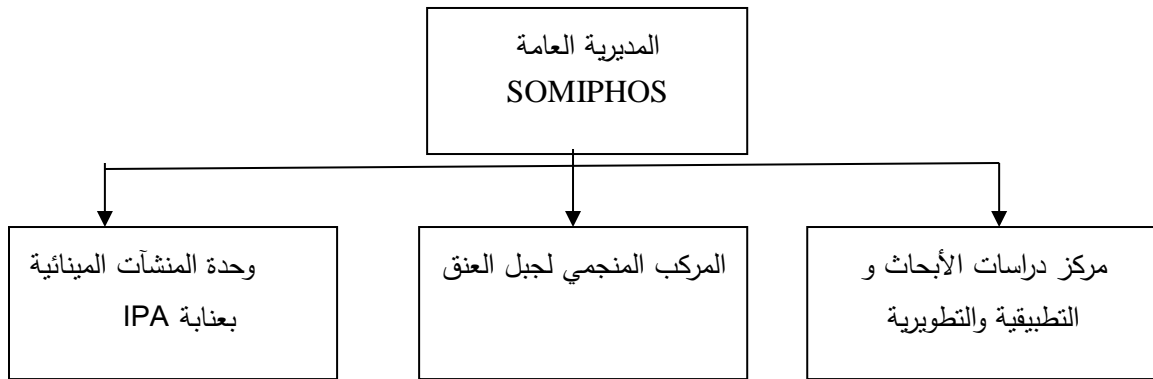 المديرية العامة
SOMIPHOS
مركز دراسات الأبحاث و
التطبيقية والتطويرية
المركب المنجمي لجبل العنق
وحدة المنشآت المينائية
بعنابة IPA